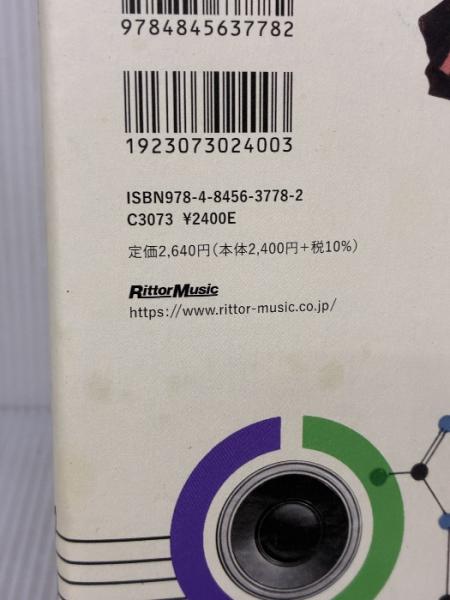 9784845637782
1923073024003
ISBN978-4-8456-3778-2
C3073 ¥2400E
定価2,640円(本体2,400円+税10%)
RittorMusic
https://www.rittor-music.co.jp/